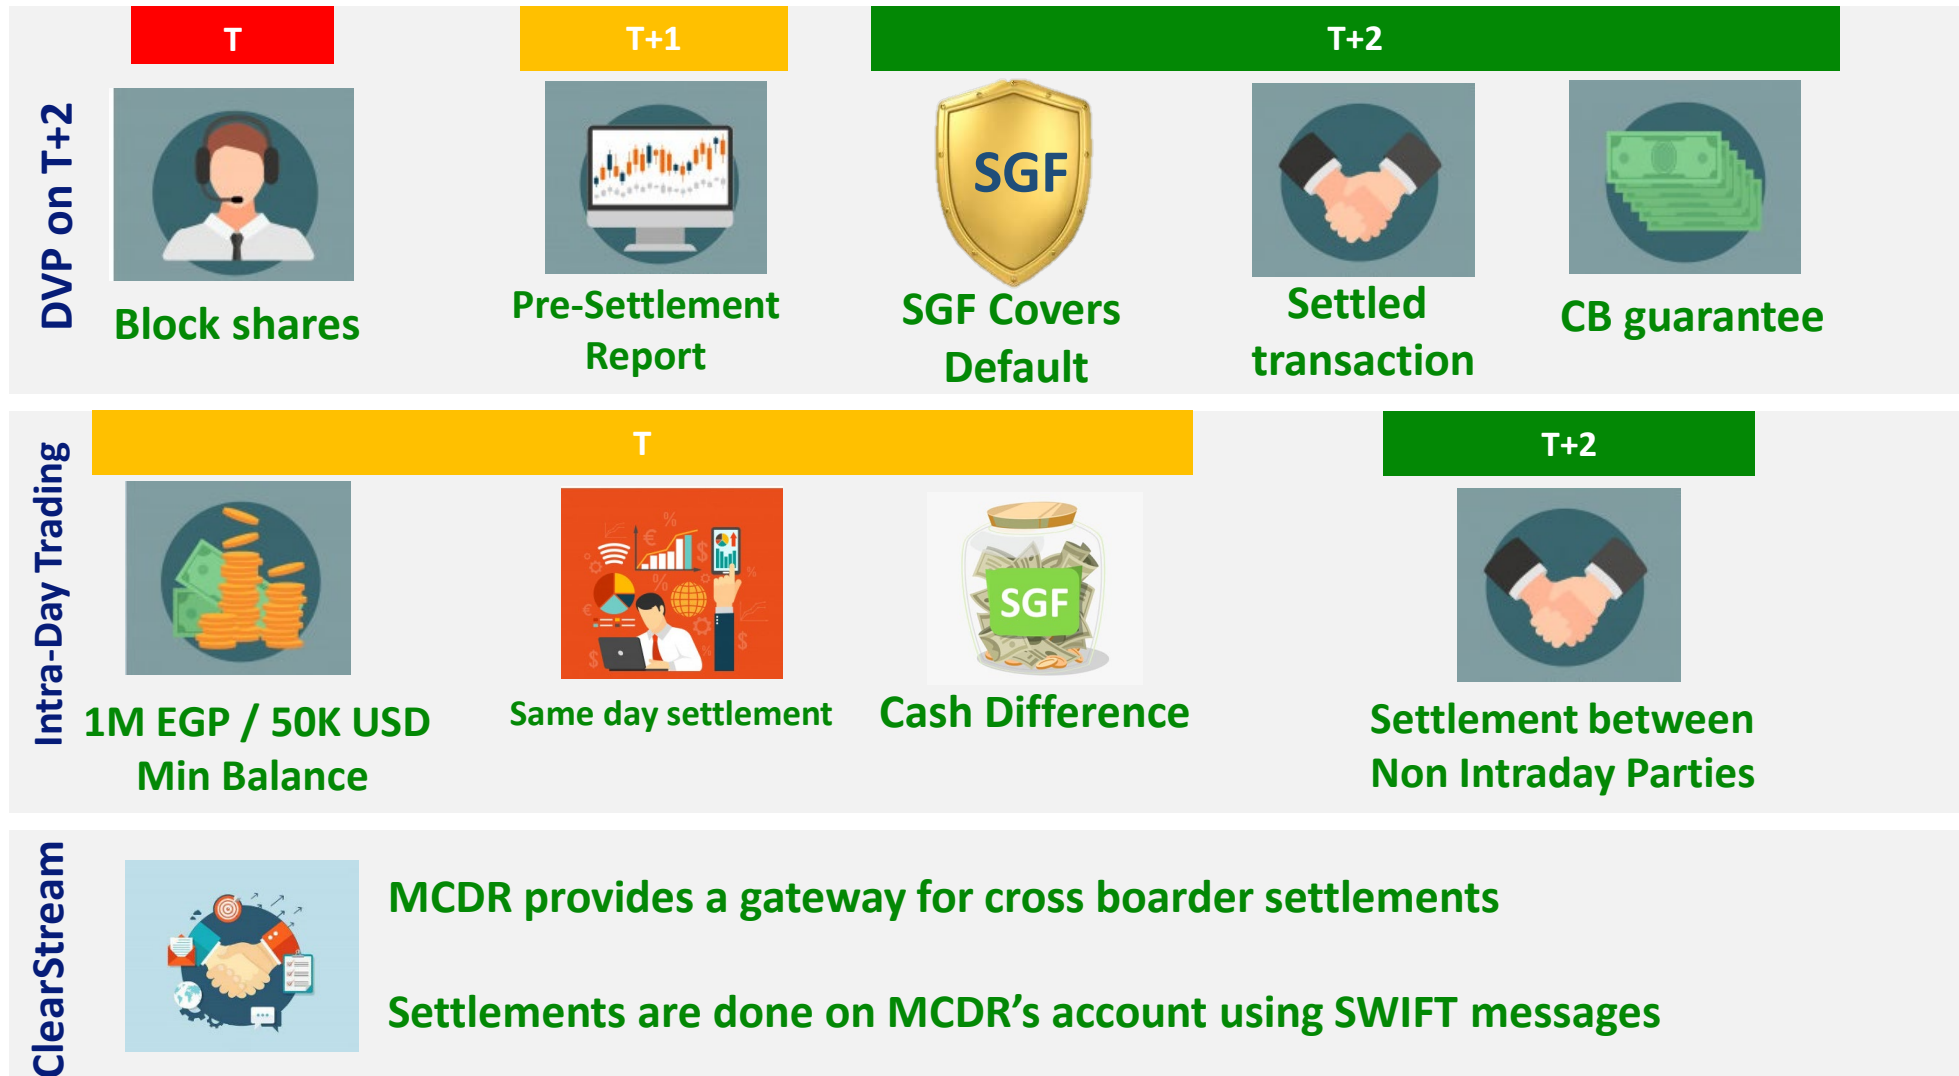 T
T+1
T+2
DVP on T+2
SGF
Block shares
Pre-Settlement
Report
SGF Covers
Default
Settled
transaction
CB guarantee
T
T+2
Intra-Day Trading
SGF
1M EGP / 50K USD
Min Balance
Same day settlement
Cash Difference
Settlement between
Non Intraday Parties
ClearStream
MCDR provides a gateway for cross boarder settlements
Settlements are done on MCDR’s account using SWIFT messages